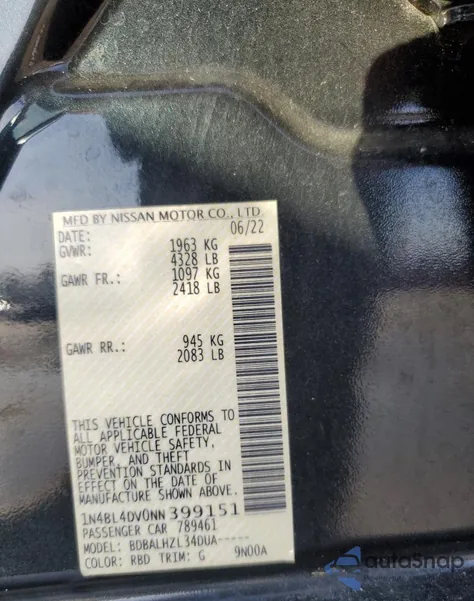 MFD BY NISSAN MOTOR CO., LTD.
DATE: 06/22
GVWR: 1963 KG
4328 LB
GAWR FR.: 1097 KG
2418 LB
GAWR RR.: 945 KG
2083 LB
THIS VEHICLE CONFORMS TO
ALL APPLICABLE FEDERAL
MOTOR VEHICLE SAFETY,
BUMPER, AND THEFT
PREVENTION STANDARDS IN
EFFECT ON THE DATE OF
MANUFACTURE SHOWN ABOVE.
1N4BL4DV0NN399151
PASSENGER CAR 789461
MODEL: BDBALHZL34DUA-----
COLOR: RBD TRIM: G 9N00A
autoSnap